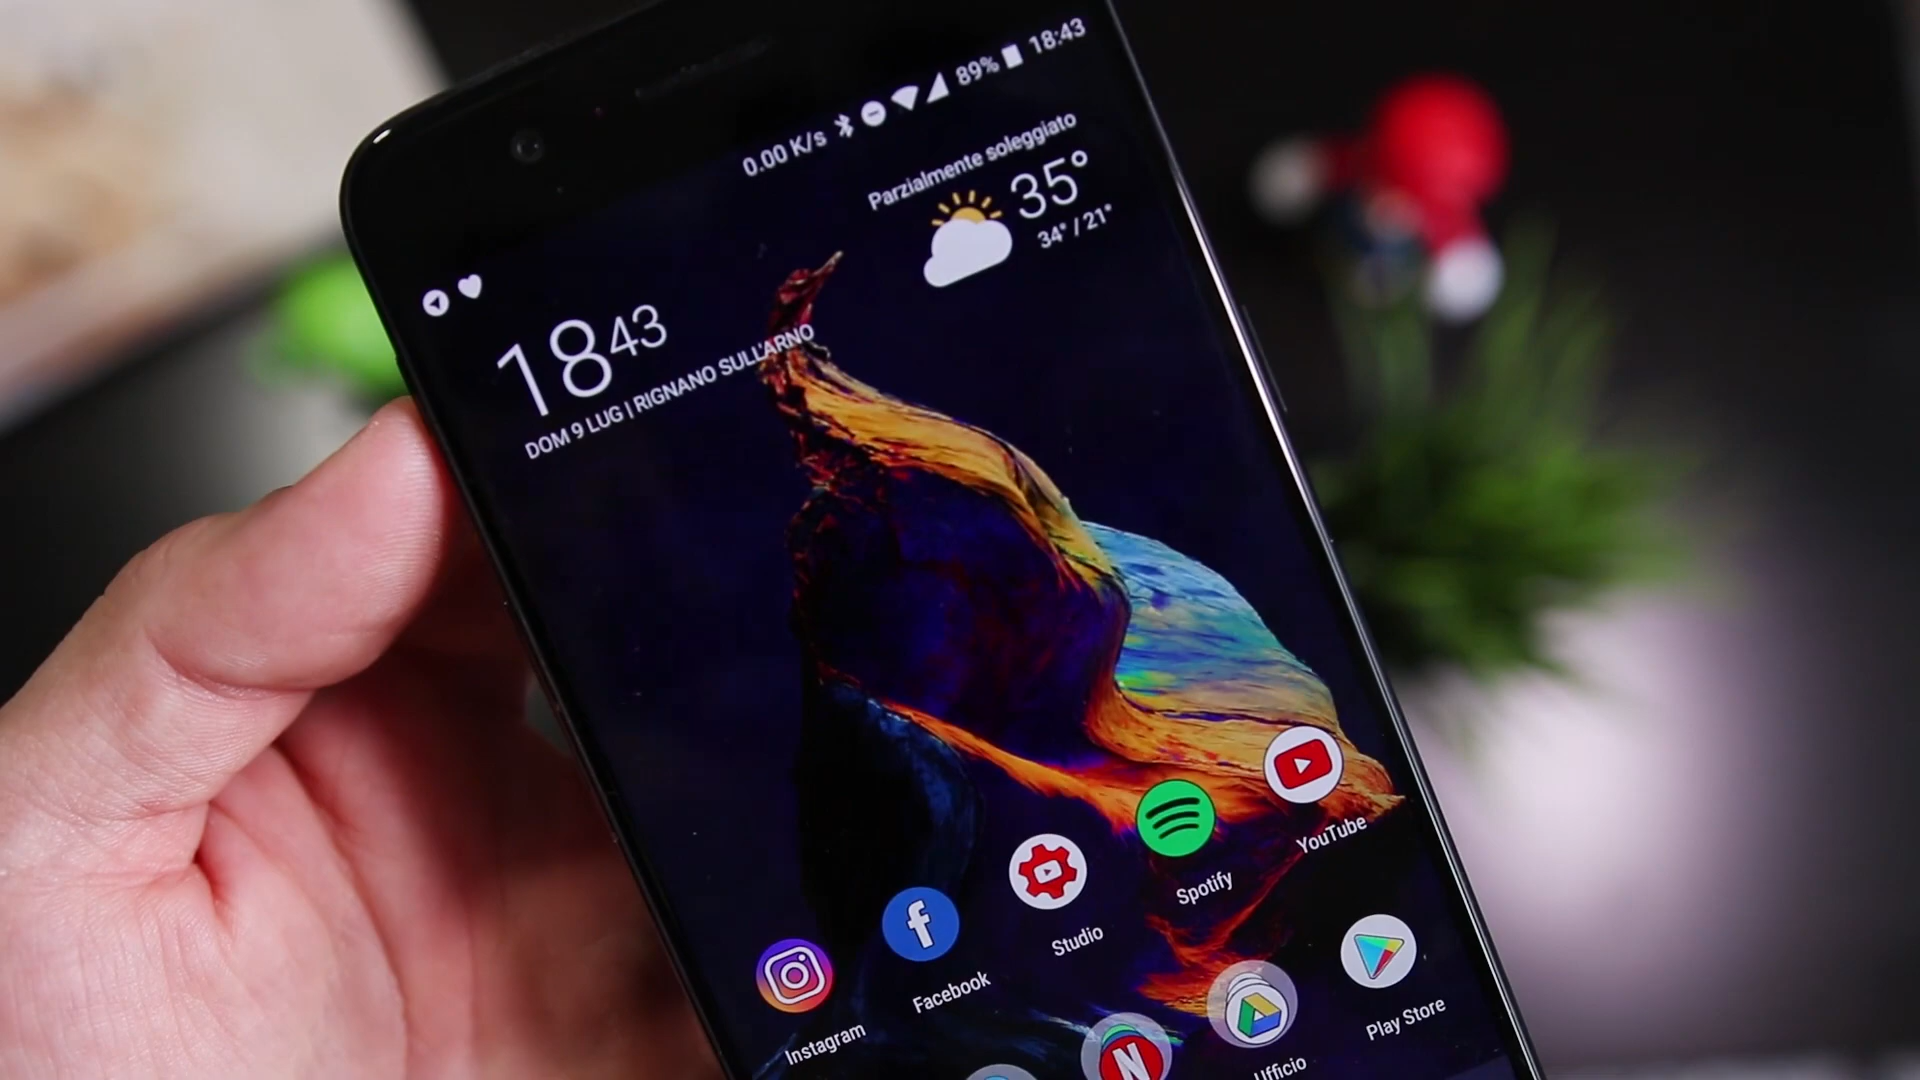 0.00 K/s 89% 18:43
Parzialmente soleggiato
35°
34° / 21°
1843
DOM 9 LUG | RIGNANO SULL'ARNO
YouTube
Spotify
Studio
Facebook
Instagram
Play Store
Ufficio
N